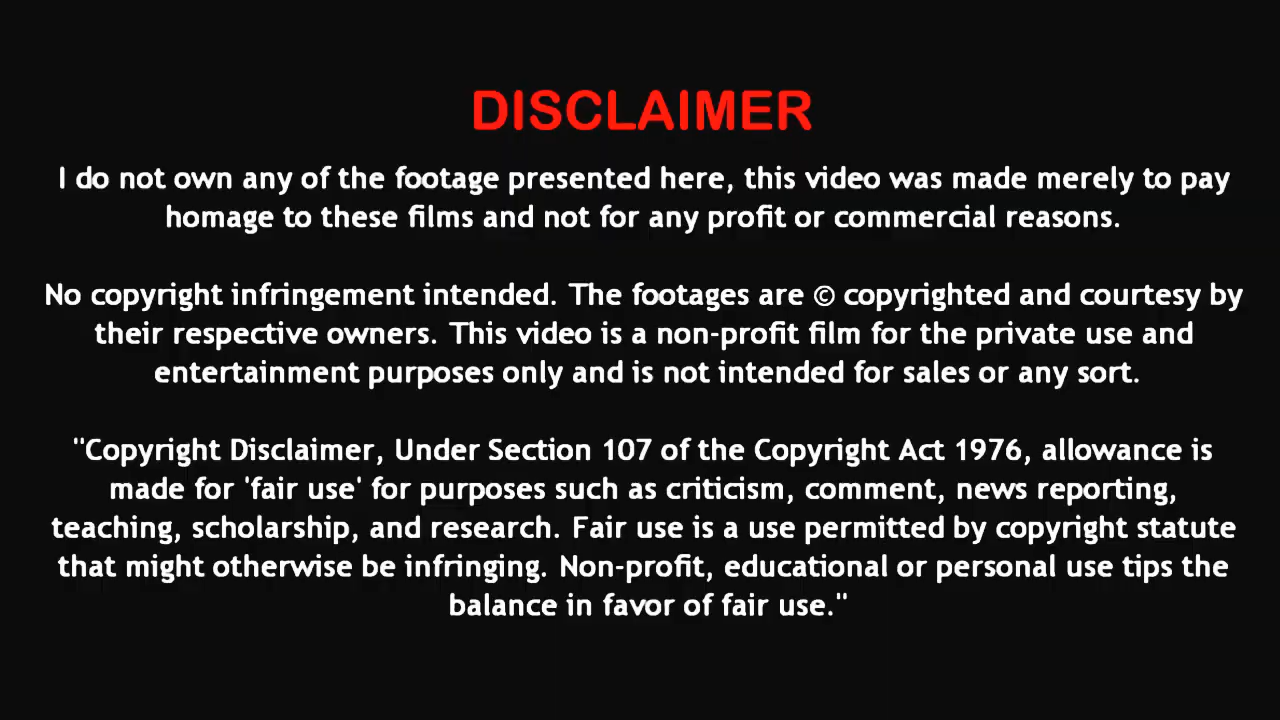 DISCLAIMER
I do not own any of the footage presented here, this video was made merely to pay
homage to these films and not for any profit or commercial reasons.
No copyright infringement intended. The footages are © copyrighted and courtesy by
their respective owners. This video is a non-profit film for the private use and
entertainment purposes only and is not intended for sales or any sort.
"Copyright Disclaimer, Under Section 107 of the Copyright Act 1976, allowance is
made for 'fair use' for purposes such as criticism, comment, news reporting,
teaching, scholarship, and research. Fair use is a use permitted by copyright statute
that might otherwise be infringing. Non-profit, educational or personal use tips the
balance in favor of fair use."